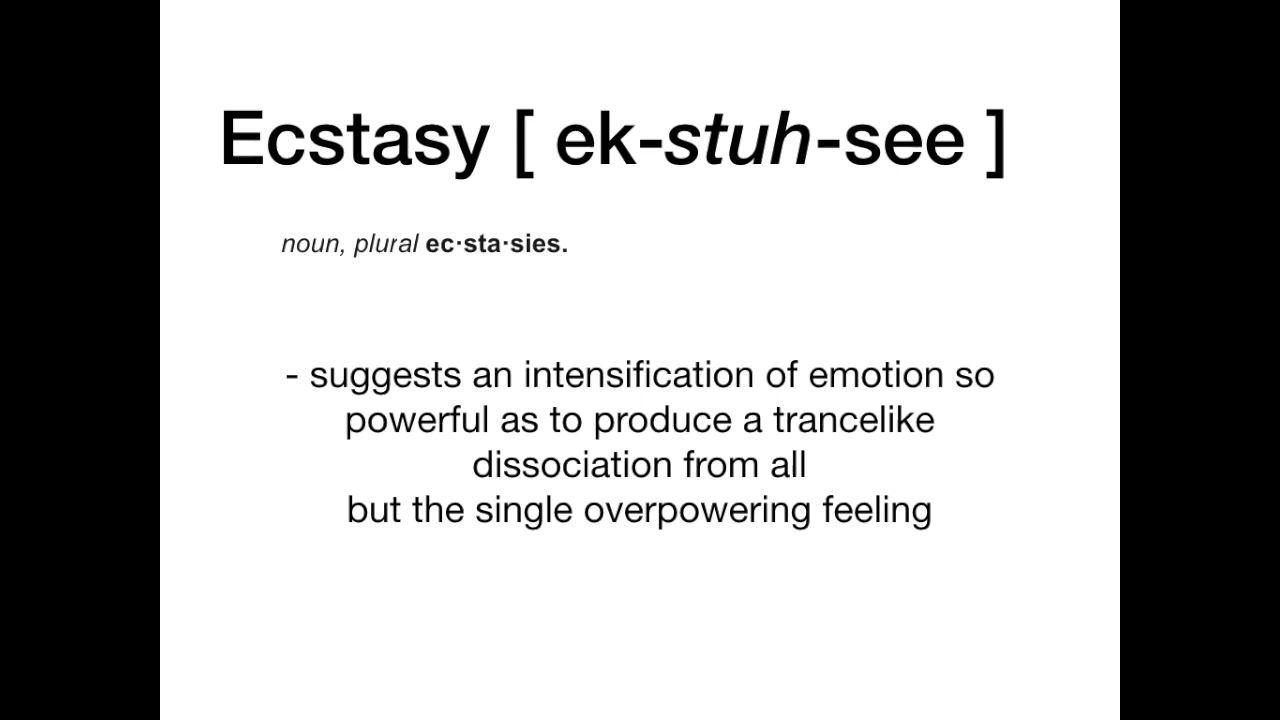 Ecstasy [ ek-stuh-see ]
noun, plural ec·sta·sies.
- suggests an intensification of emotion so
powerful as to produce a trancelike
dissociation from all
but the single overpowering feeling